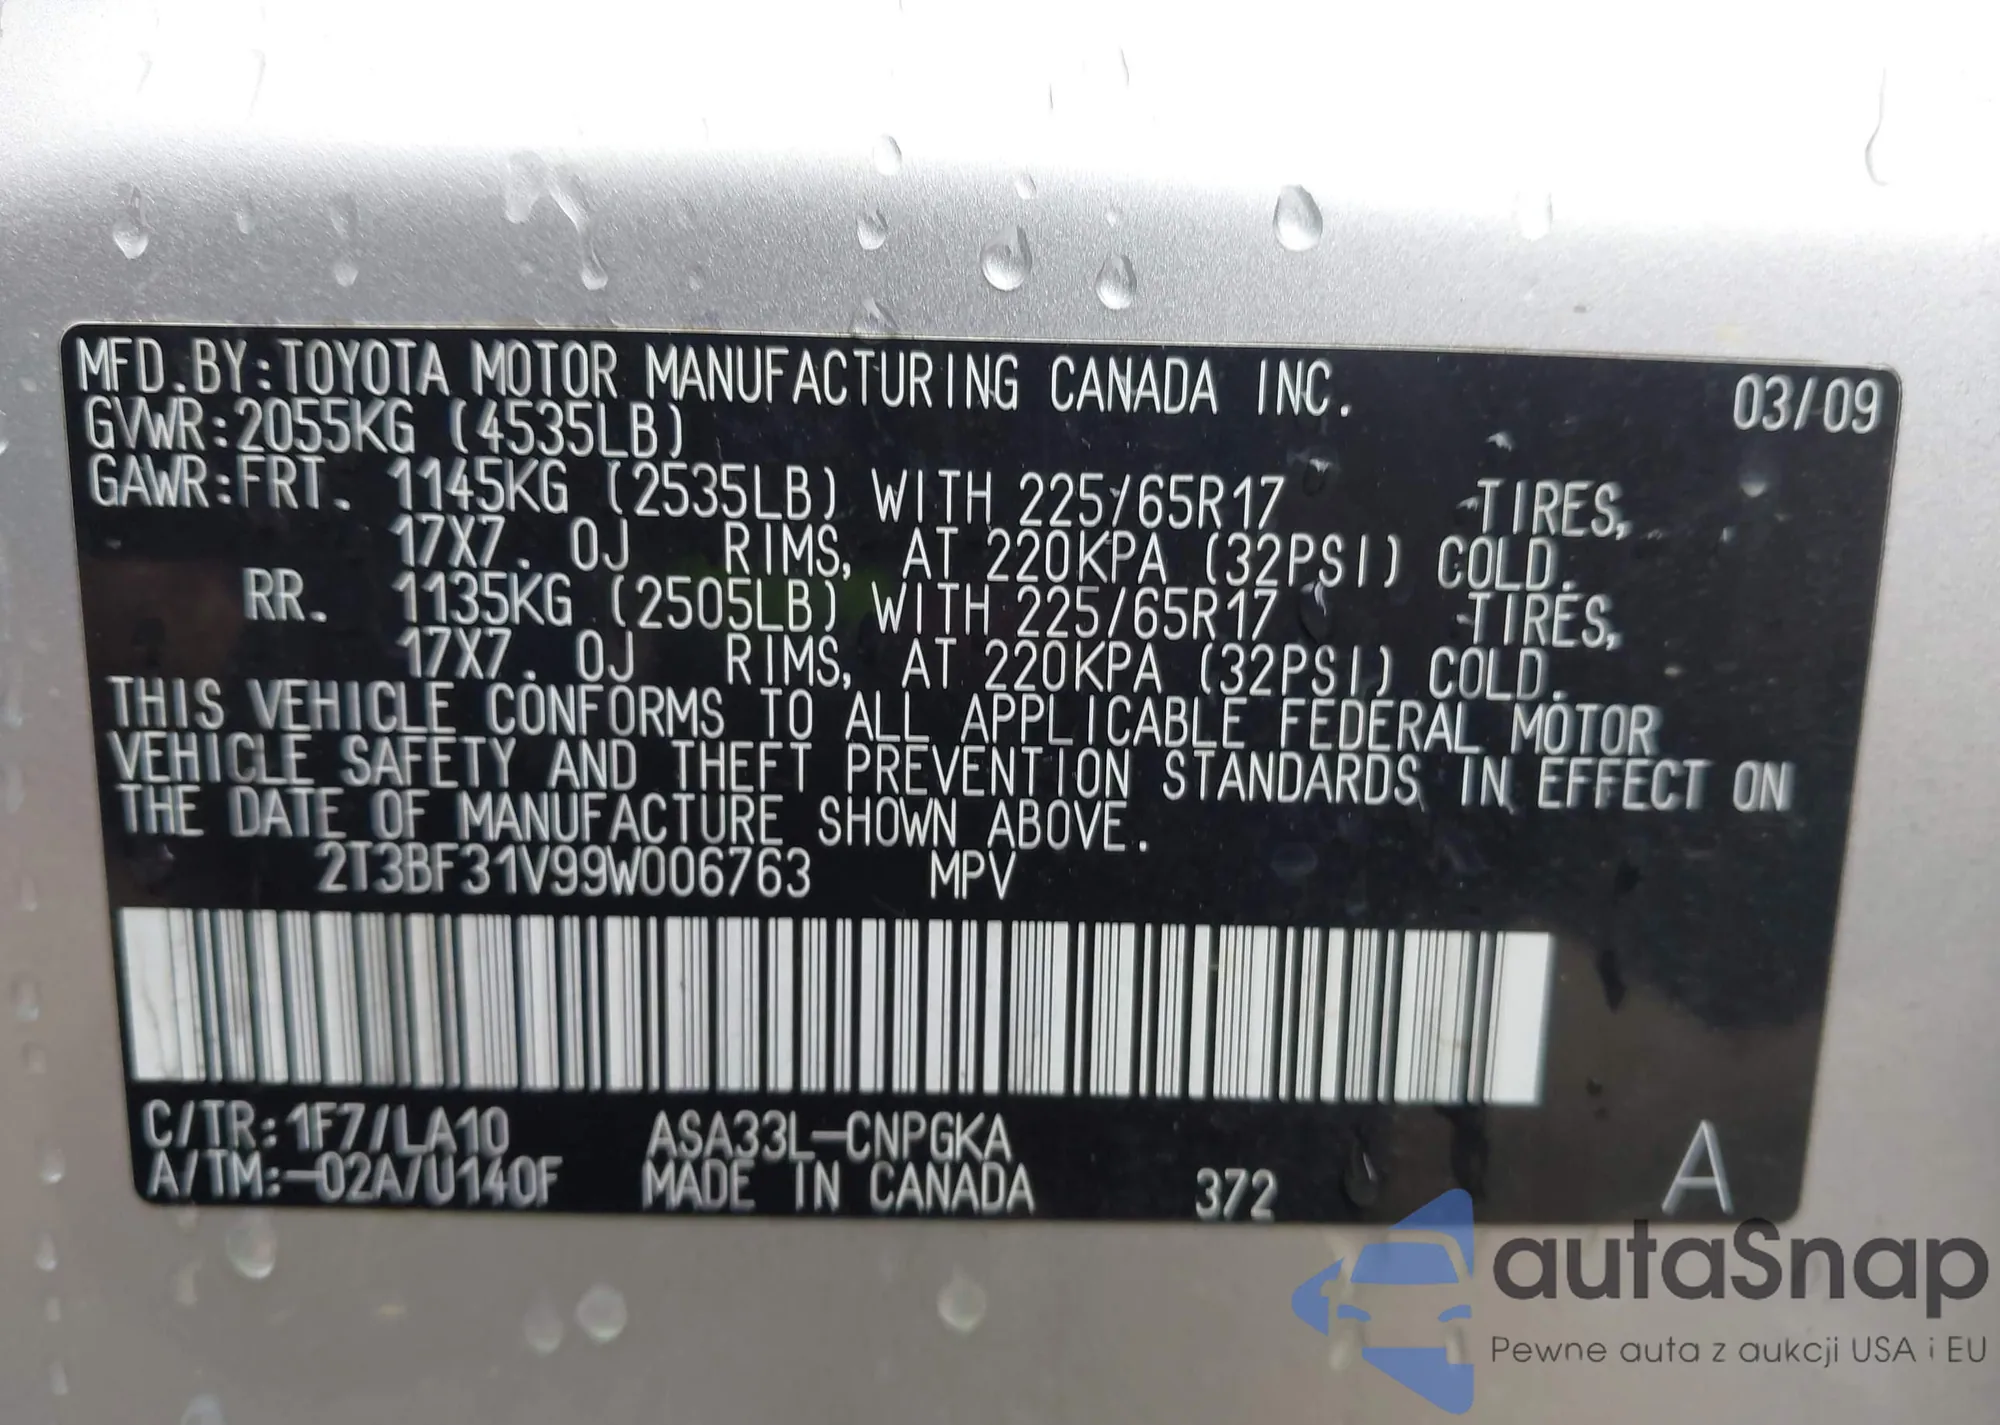 MFD.BY:TOYOTA MOTOR MANUFACTURING CANADA INC. 03/09
GVWR:2055KG (4535LB)
GAWR:FRT. 1145KG (2535LB) WITH 225/65R17 TIRES,
17X7.0J RIMS, AT 220KPA (32PSI) COLD.
RR. 1135KG (2505LB) WITH 225/65R17 TIRES,
17X7.0J RIMS, AT 220KPA (32PSI) COLD.
THIS VEHICLE CONFORMS TO ALL APPLICABLE FEDERAL MOTOR
VEHICLE SAFETY AND THEFT PREVENTION STANDARDS IN EFFECT ON
THE DATE OF MANUFACTURE SHOWN ABOVE.
2T3BF31V99W006763 MPV
C/TR:1F7//LA10 ASA33L-CNPGKA
A/TM:-02A/U140F MADE IN CANADA 372 A
autaSnap
Pewne auta z aukcji USA i EU